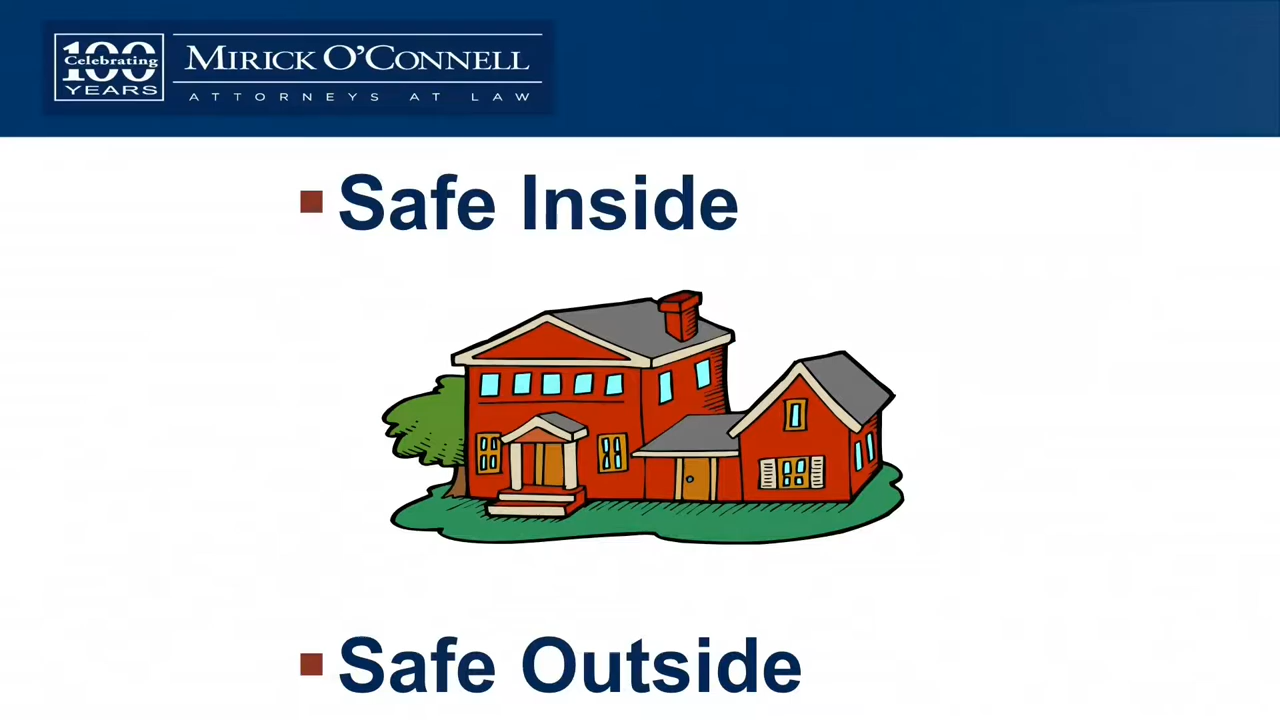 Celebrating
100
YEARS
MIRICK O'CONNELL
ATTORNEYS AT LAW
Safe Inside
Safe Outside